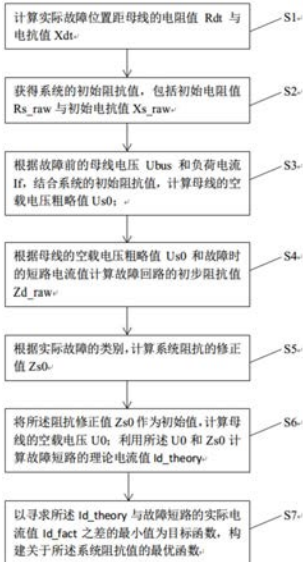 计算实际故障位置距母线的电阻值 Rdt 与
电抗值 Xdt
S1
获得系统的初始阻抗值，包括初始电阻值
Rs_raw 与初始电抗值 Xs_raw
S2
根据故障前的母线电压 Ubus 和负荷电流
If，结合系统的初始阻抗值，计算母线的空
载电压粗略值 Us0；
S3
根据母线的空载电压粗略值 Us0 和故障时
的短路电流值计算故障回路的初步阻抗值
Zd_raw
S4
根据实际故障的类别，计算系统阻抗的修正
值 Zs0
S5
将所述阻抗修正值 Zs0 作为初始值，计算母
线的空载电压 U0；利用所述 U0 和 Zs0 计
算故障短路的理论电流值 Id_theory
S6
以寻求所述 Id_theory 与故障短路的实际电
流值 Id_fact 之差的最小值为目标函数，构
建关于所述系统阻抗值的最优函数
S7